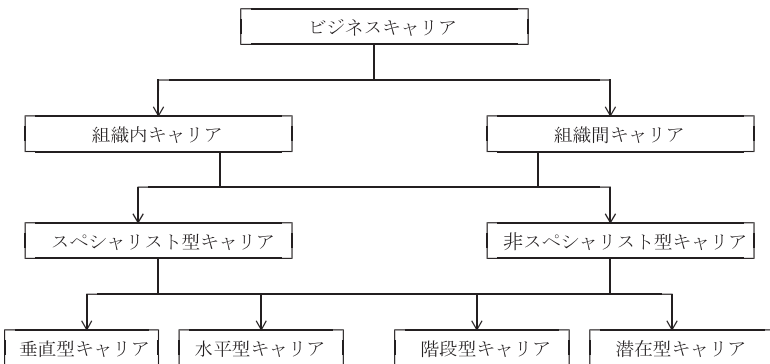 ビジネスキャリア
組織内キャリア
組織間キャリア
スペシャリスト型キャリア
非スペシャリスト型キャリア
垂直型キャリア
水平型キャリア
階段型キャリア
潜在型キャリア